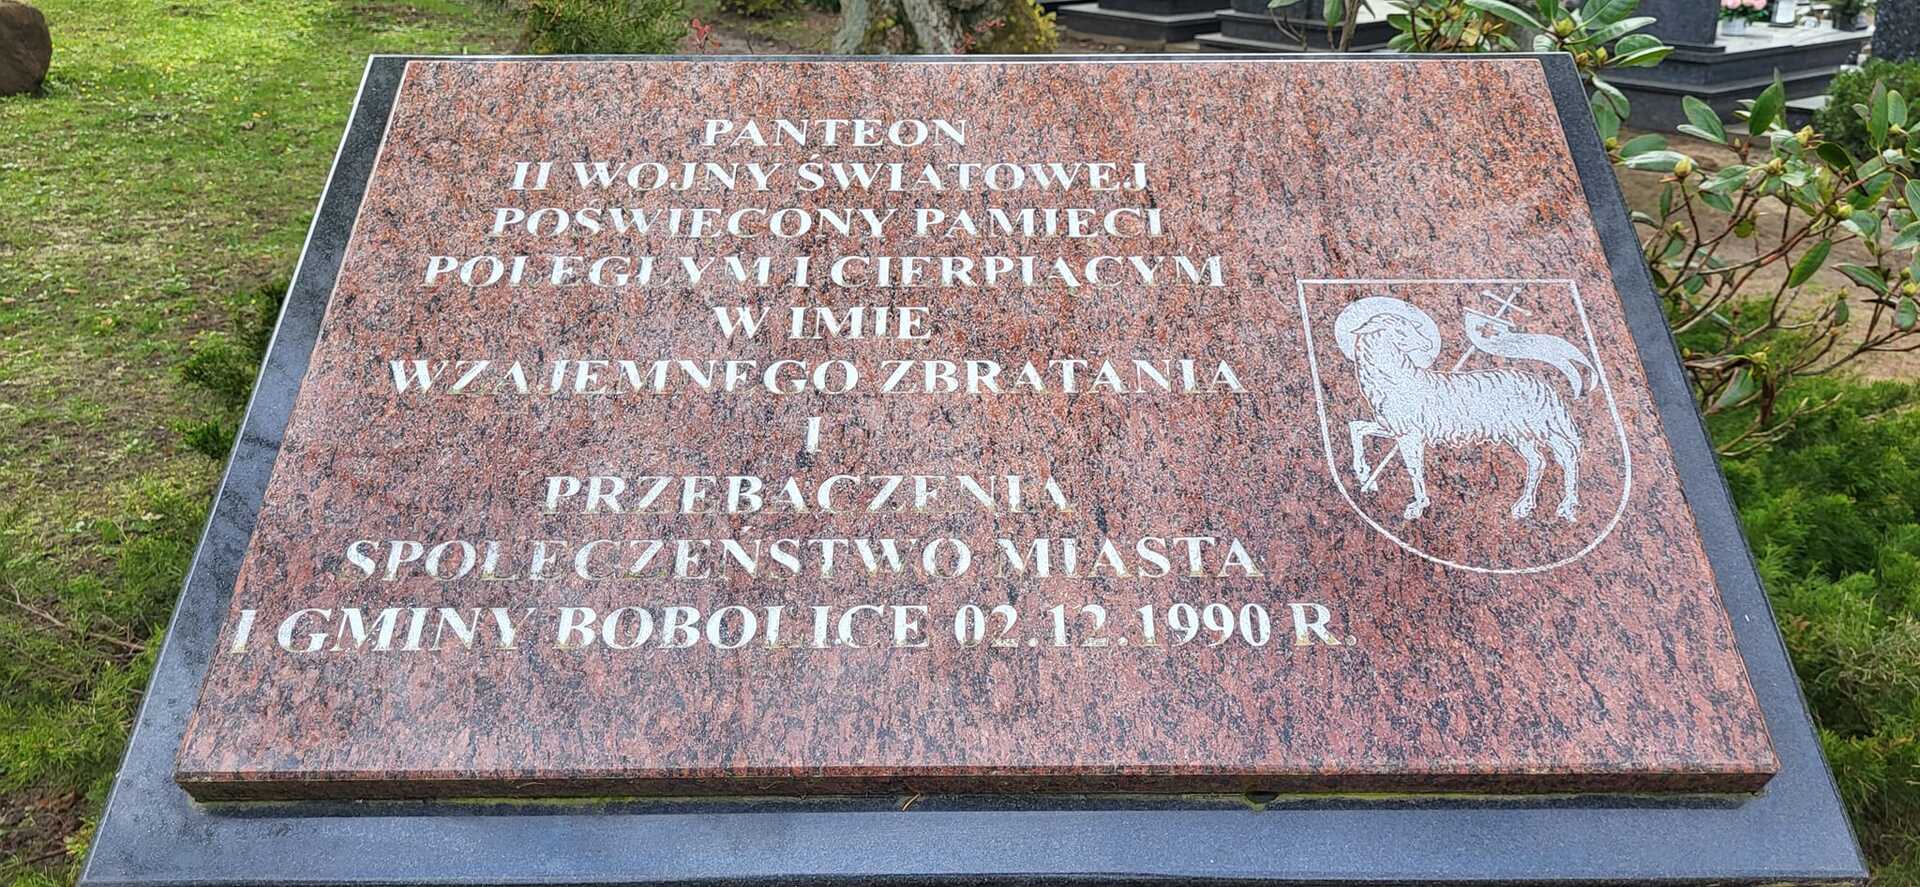 PANTEON
II WOJNY ŚWIATOWEJ
POŚWIĘCONY PAMIĘCI
POLEGŁYM I CIERPIĄCYM
W IMIĘ
WZAJEMNEGO ZBRATANIA
I
PRZEBACZENIA
SPOŁECZEŃSTWO MIASTA
I GMINY BOBOLICE 02.12.1990 R.